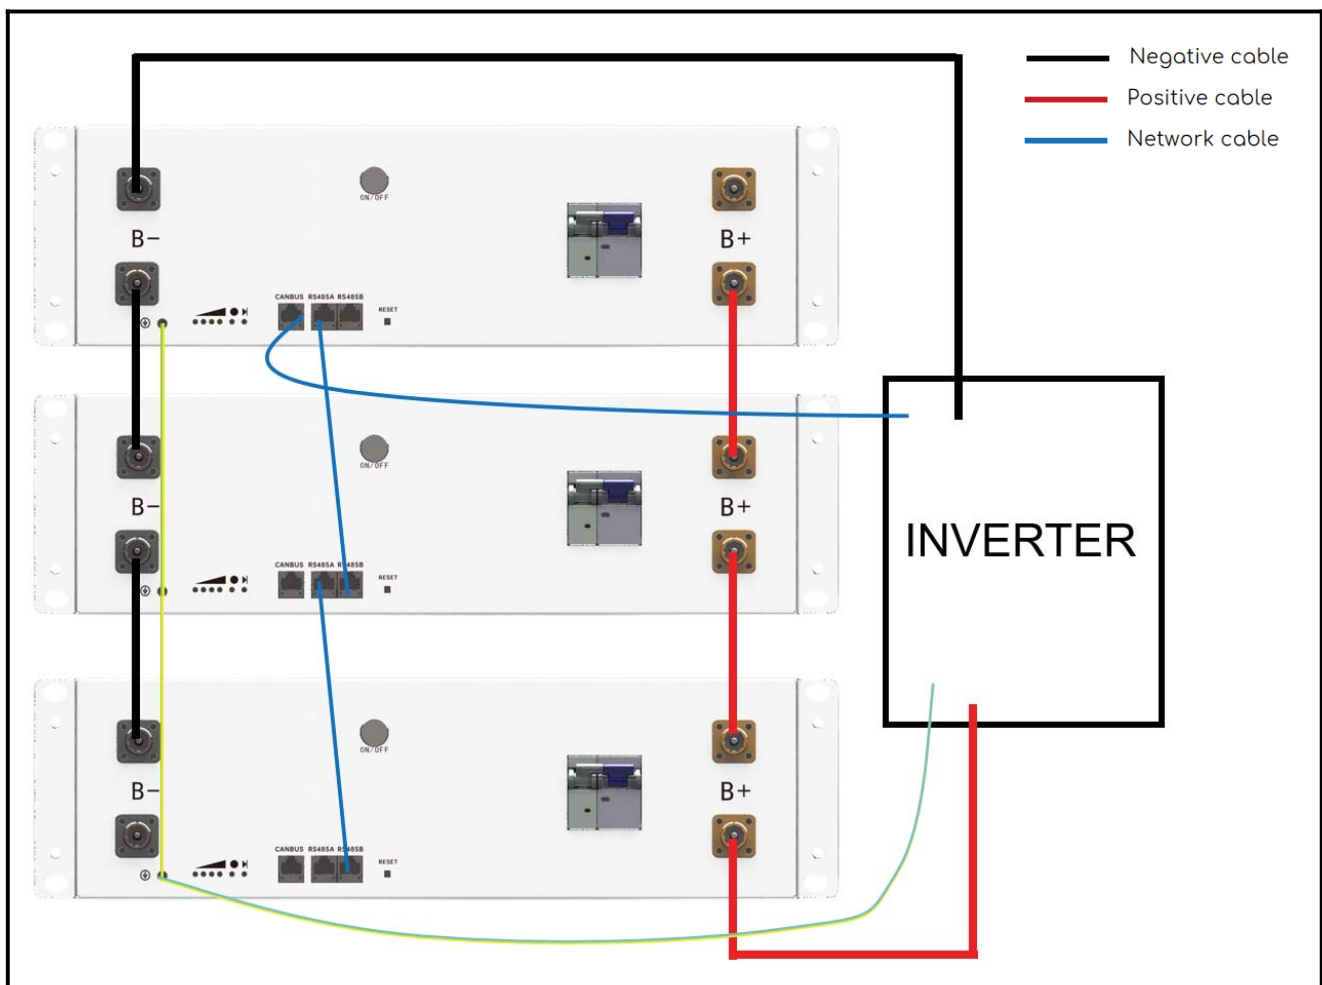 Negative cable
Positive cable
Network cable
ON/OFF
B-
B+
CANBUS RS485A RS485B
RESET
ON/OFF
B-
B+
INVERTER
CANBUS RS485A RS485B
RESET
ON/OFF
B-
B+
CANBUS RS485A RS485B
RESET